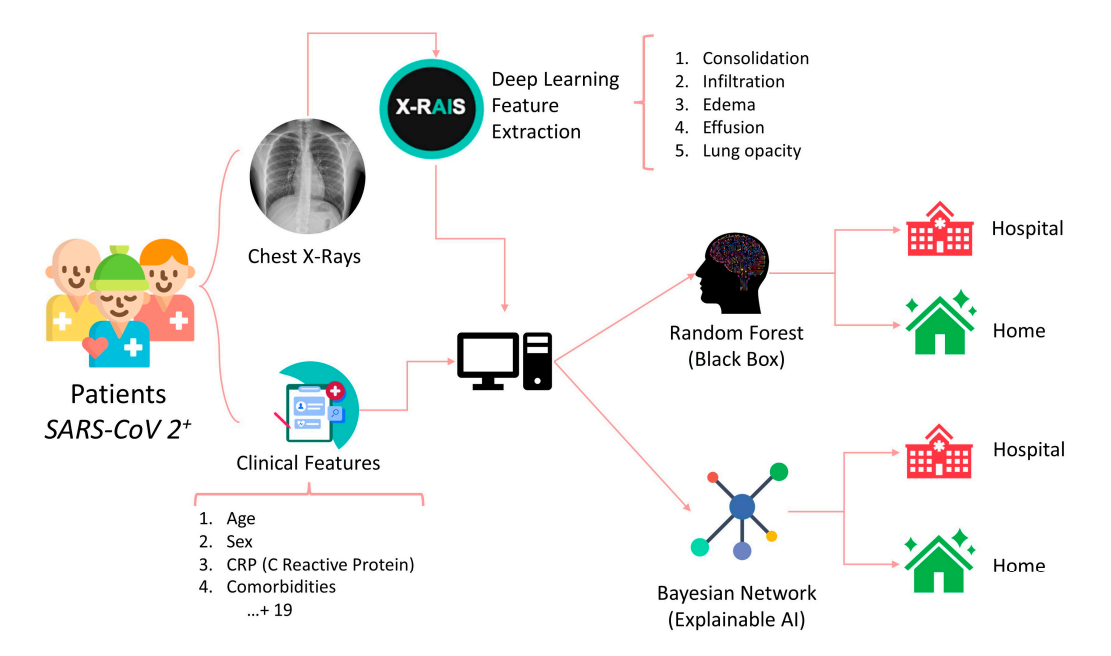 X-RAIS
Deep Learning
Feature
Extraction
1. Consolidation
2. Infiltration
3. Edema
4. Effusion
5. Lung opacity
Chest X-Rays
Patients
SARS-CoV 2⁺
Clinical Features
1. Age
2. Sex
3. CRP (C Reactive Protein)
4. Comorbidities
...+ 19
Random Forest
(Black Box)
Hospital
Home
Bayesian Network
(Explainable AI)
Hospital
Home